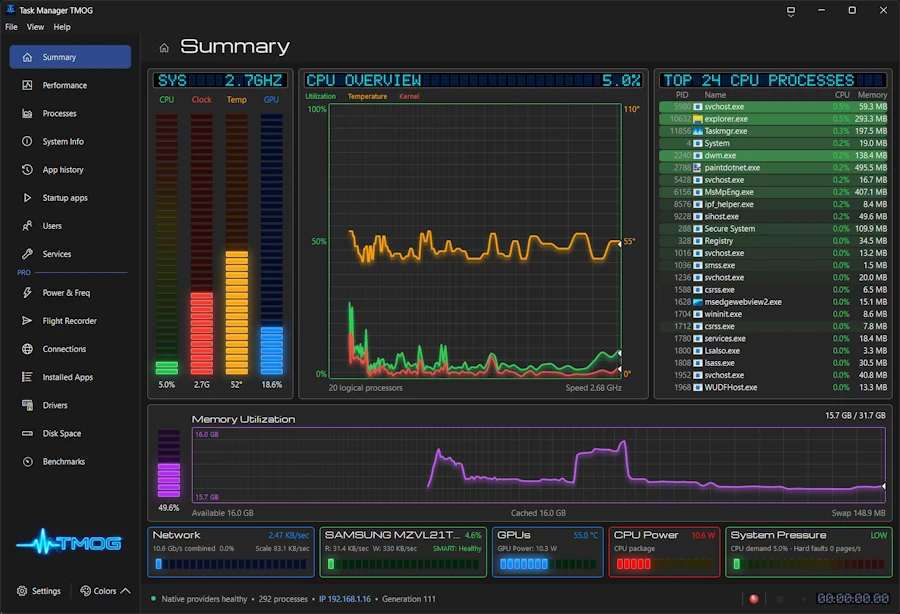 Task Manager TMOG
File View Help
Summary
Performance
Processes
System Info
App history
Startup apps
Users
Services
PRO
Power & Freq
Flight Recorder
Connections
Installed Apps
Drivers
Disk Space
Benchmarks
TMOG
Settings Colors
Summary
SYS 2.7GHZ
CPU Clock Temp GPU
5.0% 2.7G 52° 18.6%
CPU OVERVIEW 5.0%
Utilization Temperature Kernel
100% 110°
50% 55°
0% 0°
20 logical processors Speed 2.68 GHz
TOP 24 CPU PROCESSES
PID Name CPU Memory
5980 svchost.exe 0.5% 59.3 MB
10632 explorer.exe 0.5% 293.3 MB
11856 Taskmgr.exe 0.3% 197.5 MB
4 System 0.2% 19.0 MB
2240 dwm.exe 0.2% 138.4 MB
2788 paintdotnet.exe 0.2% 495.5 MB
5428 svchost.exe 0.2% 16.7 MB
6156 MsMpEng.exe 0.2% 407.1 MB
8576 ipf_helper.exe 0.2% 8.4 MB
9228 sihost.exe 0.2% 49.6 MB
288 Secure System 0.0% 109.9 MB
328 Registry 0.0% 34.5 MB
1016 svchost.exe 0.0% 13.2 MB
1036 smss.exe 0.0% 1.5 MB
1236 svchost.exe 0.0% 20.0 MB
1588 csrss.exe 0.0% 6.5 MB
1628 msedgewebview2.exe 0.0% 15.1 MB
1704 wininit.exe 0.0% 8.6 MB
1712 csrss.exe 0.0% 7.8 MB
1780 services.exe 0.0% 18.4 MB
1800 LsaIso.exe 0.0% 3.3 MB
1808 lsass.exe 0.0% 30.5 MB
1952 svchost.exe 0.0% 40.8 MB
1968 WUDFHost.exe 0.0% 13.3 MB
Memory Utilization 15.7 GB / 31.7 GB
16.0 GB
15.7 GB
49.6%
Available 16.0 GB Cached 16.0 GB Swap 148.9 MB
Network 2.47 KB/sec
10.6 Gb/s combined 0.0% Scale 83.1 KB/sec
SAMSUNG MZVL21T... 4.6%
R: 31.4 KB/sec W: 330 KB/sec SMART: Healthy
GPUs 55.0 °C
GPU Power: 10.3 W
CPU Power 10.6 W
CPU package
System Pressure LOW
CPU demand 5.0% · Hard faults 0 pages/s
Native providers healthy • 292 processes • IP 192.168.1.16 • Generation 111
00:00:00.00